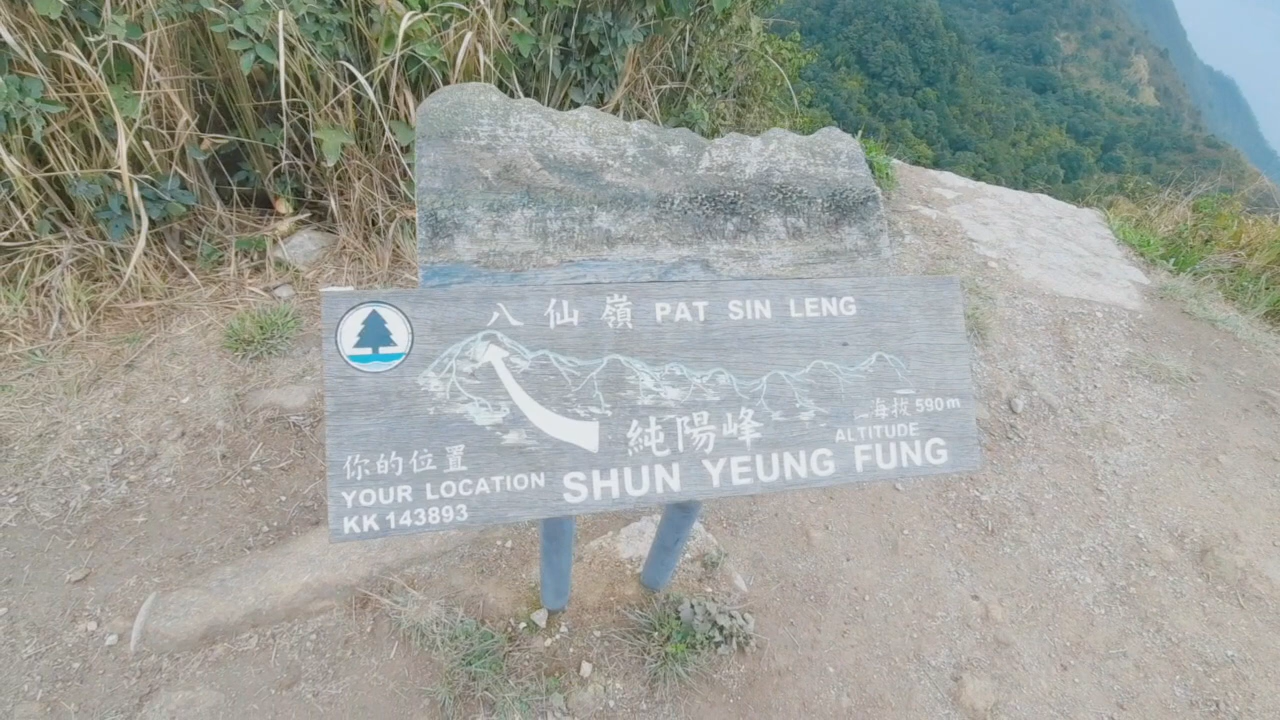 八仙嶺 PAT SIN LENG
純陽峰
海拔 590m
ALTITUDE
SHUN YEUNG FUNG
你的位置
YOUR LOCATION
KK 143893